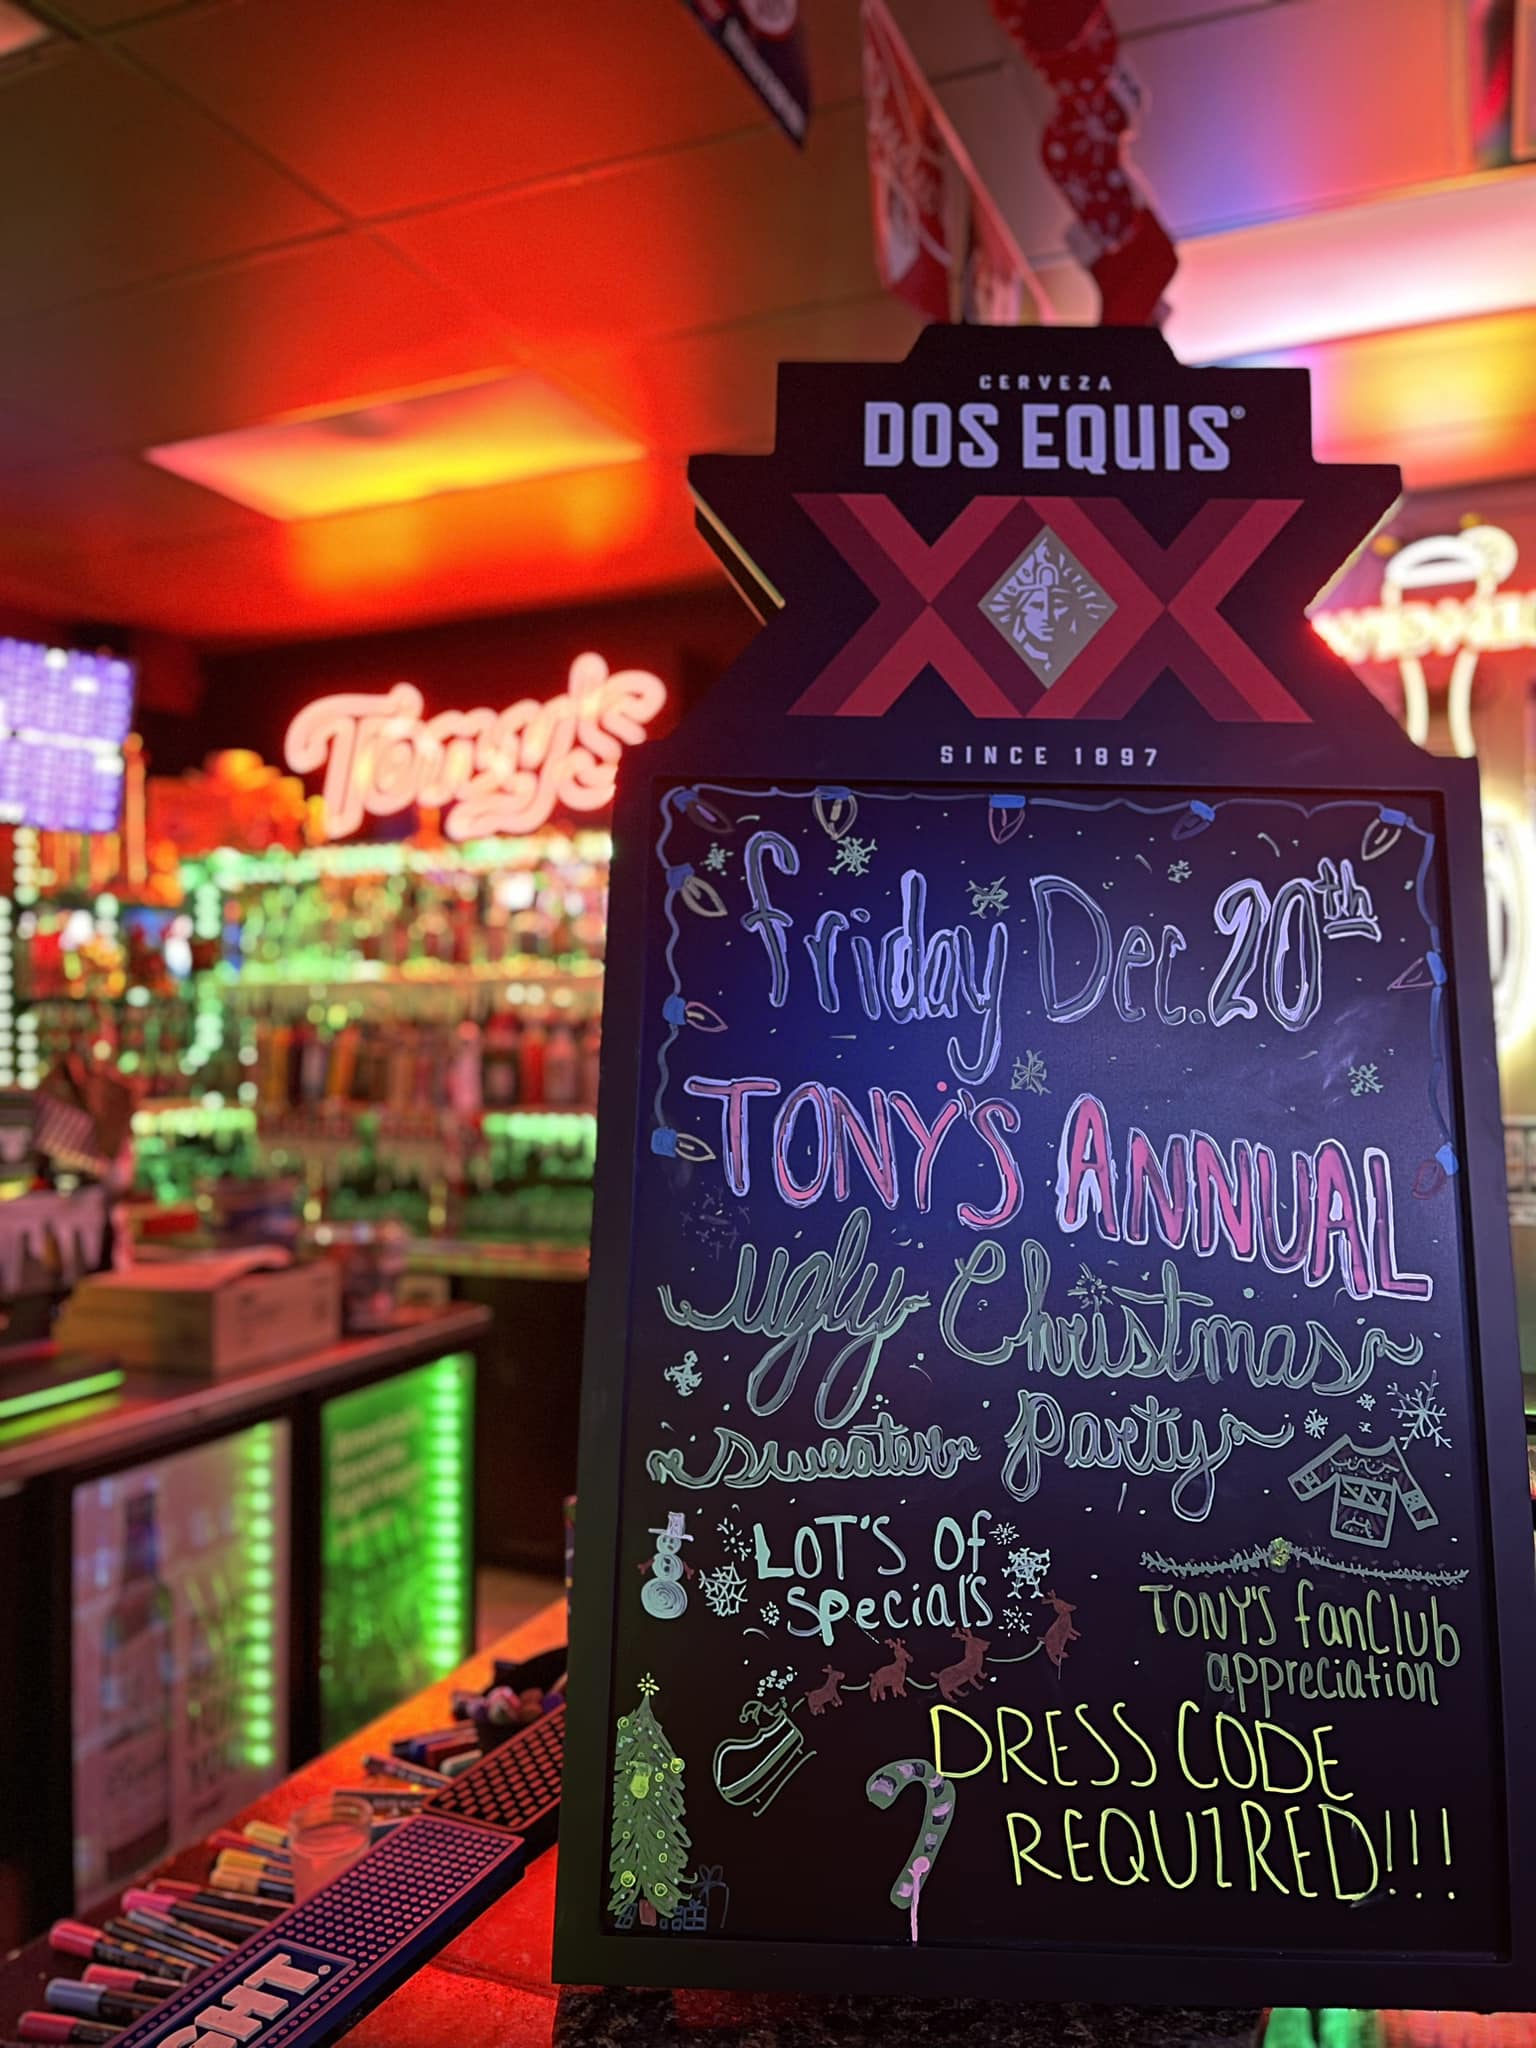 CERVEZA
DOS EQUIS®
XX
SINCE 1897
Tony's
friday Dec. 20th
TONY'S ANNUAL
ugly Christmas
sweater party
LOT'S Of
Special's
TONY'S fanClub
appreciation
DRESS CODE
REQUIRED!!!
GHT.